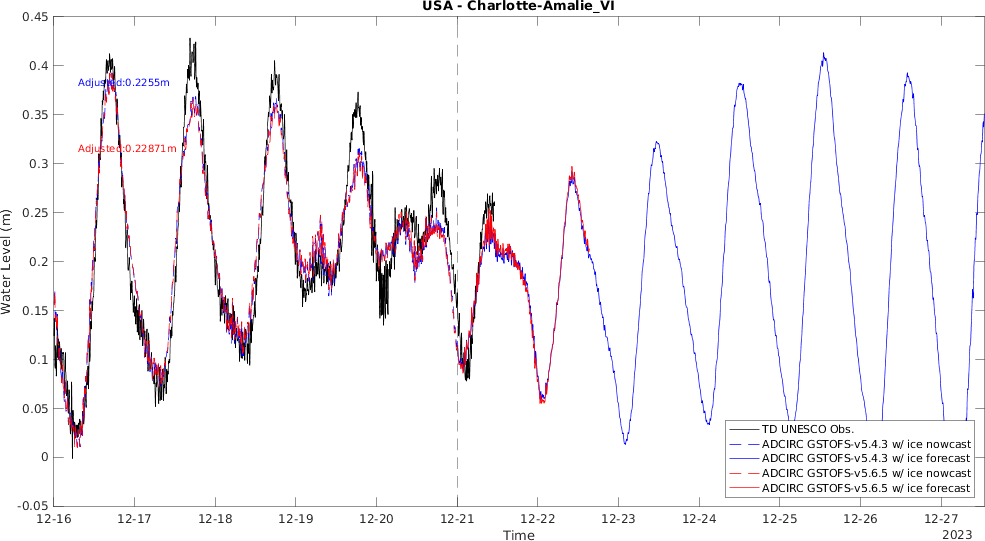 USA - Charlotte-Amalie_VI
0.45
0.4
0.35
0.3
0.25
0.2
0.15
0.1
0.05
0
-0.05
Water Level (m)
Adjusted:0.2255m
Adjusted:0.22871m
TD UNESCO Obs.
ADCIRC GSTOFS-v5.4.3 w/ ice nowcast
ADCIRC GSTOFS-v5.4.3 w/ ice forecast
ADCIRC GSTOFS-v5.6.5 w/ ice nowcast
ADCIRC GSTOFS-v5.6.5 w/ ice forecast
12-16 12-17 12-18 12-19 12-20 12-21 12-22 12-23 12-24 12-25 12-26 12-27
Time
2023